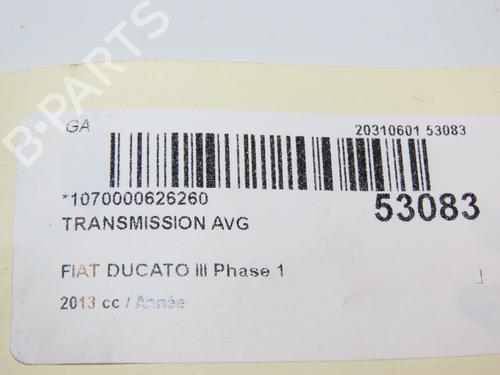 GA
20310601 53083
*1070000626260
53083
TRANSMISSION AVG
FIAT DUCATO III Phase 1
2013 cc / Année
B-PARTS